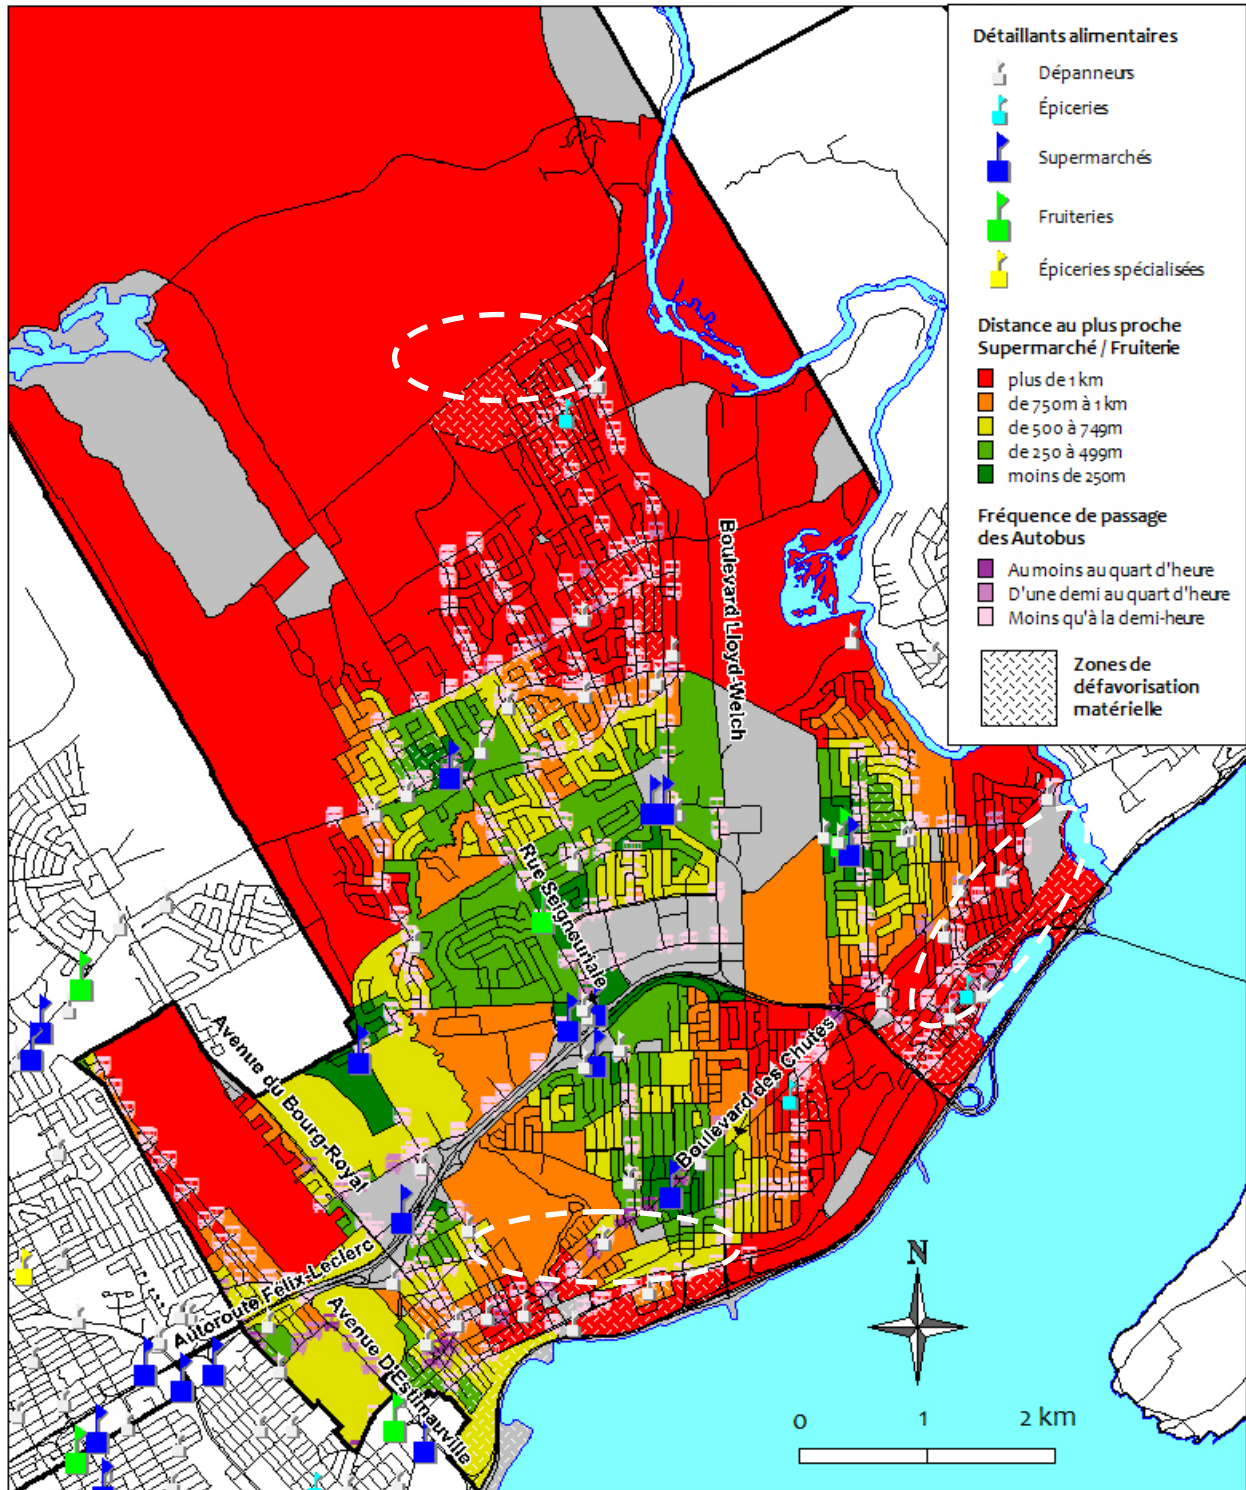 Détaillants alimentaires
Dépanneurs
Épiceries
Supermarchés
Fruiteries
Épiceries spécialisées
Distance au plus proche
Supermarché / Fruiterie
plus de 1 km
de 750m à 1 km
de 500 à 749m
de 250 à 499m
moins de 250m
Fréquence de passage
des Autobus
Au moins au quart d'heure
D'une demi au quart d'heure
Moins qu'à la demi-heure
Zones de
défavorisation
matérielle
Boulevard Lloyd-Welch
Rue Seigneuriale
Avenue du Bourg-Royal
Boulevard des Chutes
Autoroute Félix-Leclerc
Avenue D'Estimauville
N
0 1 2 km